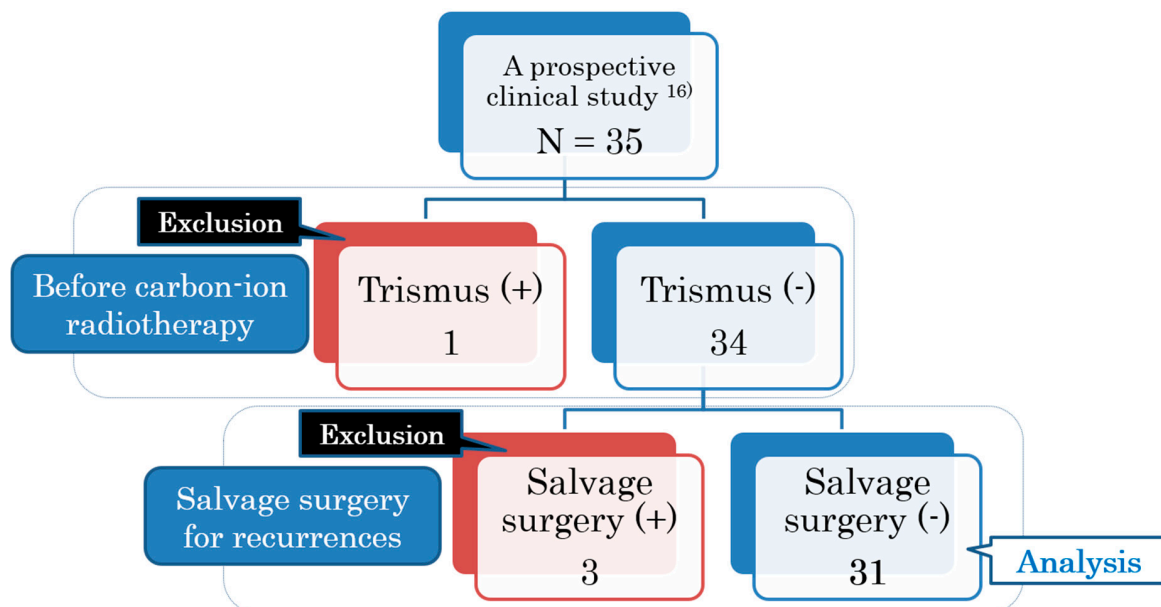 A prospective
clinical study 16)
N = 35
Exclusion
Before carbon-ion
radiotherapy
Trismus (+)
1
Trismus (-)
34
Exclusion
Salvage surgery
for recurrences
Salvage
surgery (+)
3
Salvage
surgery (-)
31
Analysis